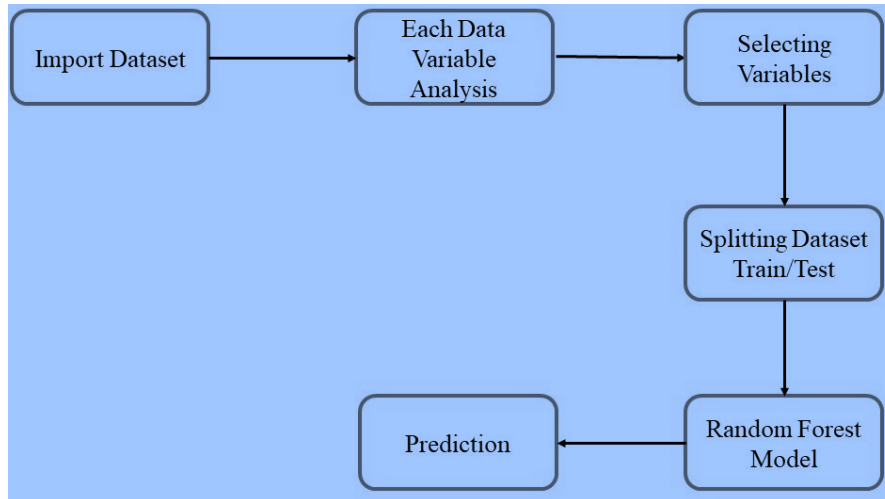 Import Dataset
Each Data
Variable
Analysis
Selecting
Variables
Splitting Dataset
Train/Test
Random Forest
Model
Prediction